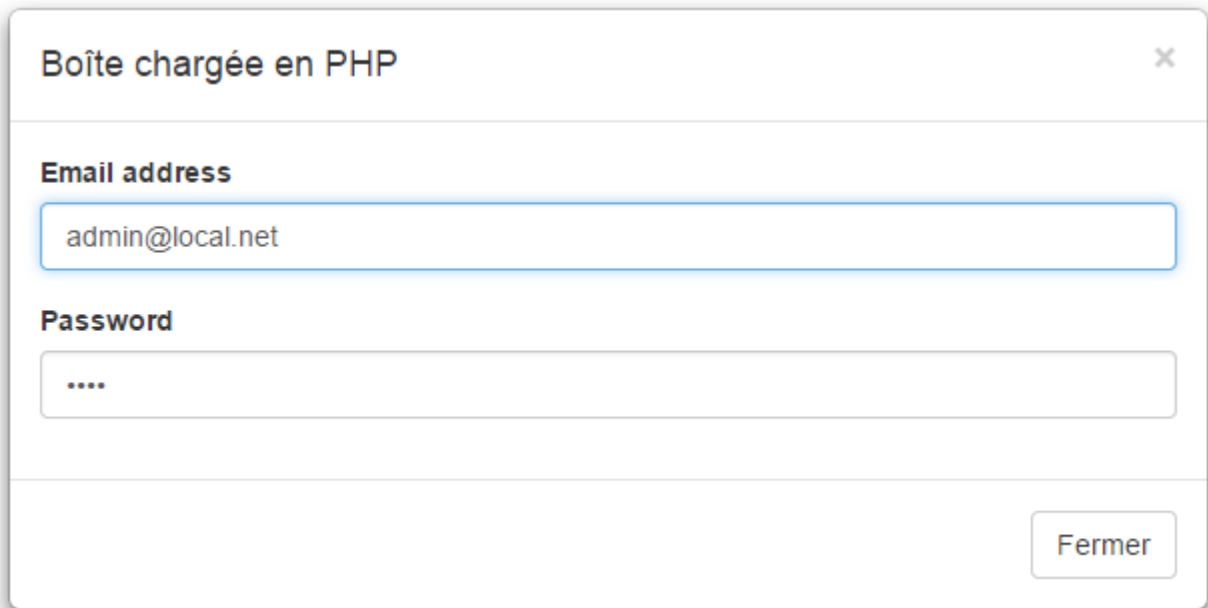 Boîte chargée en PHP
×
Email address
admin@local.net
Password
••••
Fermer